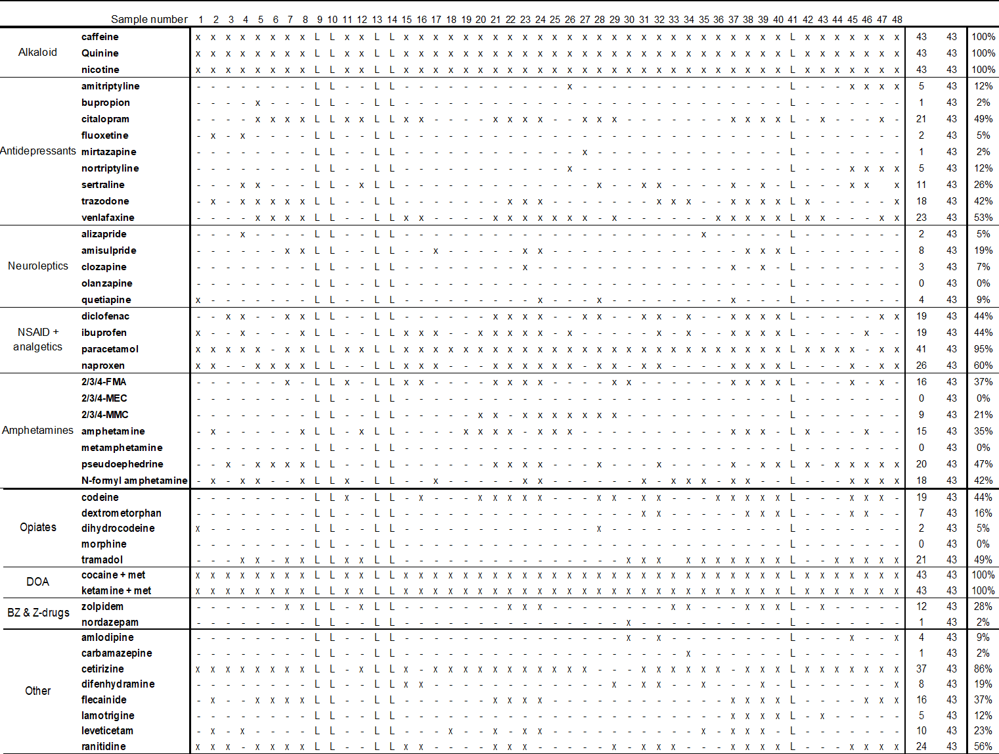 Sample number 1 2 3 4 5 6 7 8 9 10 11 12 13 14 15 16 17 18 19 20 21 22 23 24 25 26 27 28 29 30 31 32 33 34 35 36 37 38 39 40 41 42 43 44 45 46 47 48
caffeine x x x x x x x x L L x x L L x x x x x x x x x x x x x x x x x x x x x x x x x x L x x x x x x x 43 43 100%
Alkaloid Quinine x x x x x x x x L L x x L L x x x x x x x x x x x x x x x x x x x x x x x x x x L x x x x x x x 43 43 100%
nicotine x x x x x x x x L L x x L L x x x x x x x x x x x x x x x x x x x x x x x x x x L x x x x x x x 43 43 100%
amitriptyline - - - - - - - - L L - - L L - - - - - - - - - - - x - - - - - - - - - - - - - - L - - - x x x x 5 43 12%
bupropion - - - - x - - - L L - - L L - - - - - - - - - - - - - - - - - - - - - - - - - - L - - - - - - - 1 43 2%
citalopram - - - - x x x x L L x x L L x x - - - - x x x x - - x x x - - - - - - - x x x x L - x - - - x - 21 43 49%
fluoxetine - x - x - - - - L L - - L L - - - - - - - - - - - - - - - - - - - - - - - - - - L - - - - - - - 2 43 5%
Antidepressants mirtazapine - - - - - - - - L L - - L L - - - - - - - - - - - - x - - - - - - - - - - - - - L - - - - - - - 1 43 2%
nortriptyline - - - - - - - - L L - - L L - - - - - - - - - - - x - - - - - - - - - - - - - - L - - - x x x x 5 43 12%
sertraline - - - x x - - - L L - x L L - - - - - - - - - - - - - x - - x x - - - - x - x - L - - - x x x 11 43 26%
trazodone - x - x x x x x L L - - L L - - - - - - - x x x - - - - - - - x x x - - x x x x L x - - - - - x 18 43 42%
venlafaxine - - - - x x x x L L - - L L x x - - - - x x x x x x x - x - - - - - - x x x x x L x x - - - x x 23 43 53%
alizapride - - - x - - - - L L - - L L - - - - - - - - - - - - - - - - - - - - x - - - - - L - - - - - - - 2 43 5%
amisulpride - - - - - - x x L L - - L L - - x - - - - - x x - - - - - - - - - - - - - x x x L - - - - - - - 8 43 19%
Neuroleptics clozapine - - - - - - - - L L - - L L - - - - - - - - x - - - - - - - - - - - - - x - x - L - - - - - - - 3 43 7%
olanzapine - - - - - - - - L L - - L L - - - - - - - - - - - - - - - - - - - - - - - - - - L - - - - - - - 0 43 0%
quetiapine x - - - - - - - L L - - L L - - - - - - - - - x - - - x - - - - - - - - x - - - L - - - - - - - 4 43 9%
diclofenac - - x x - - x x L L - - L L - - - - - - x x x x - - x x - - x x - x - - x x x x L - - - - - x x 19 43 44%
NSAID + ibuprofen x - - x - - - x L L - - L L x x x - - x x x x x - x - - - - - x - x - - x x x x L - - - - x - - 19 43 44%
analgetics paracetamol x x x x x - x x L L x x L L x x x x x x x x x x x x x x x x x x x x x x x x x x L x x x x - x x 41 43 95%
naproxen x x - - x x x x L L - - L L x x x - - - x x x x x x - x x - x x - - - - x x x x L - - - x - x x 26 43 60%
2/3/4-FMA - - - - - - x - L L x - L L x x - - - - x x x x - - - - x x - - - - - - x x x x L - - - x - x - 16 43 37%
2/3/4-MEC - - - - - - - - L L - - L L - - - - - - - - - - - - - - - - - - - - - - - - - - L - - - - - - - 0 43 0%
2/3/4-MMC - - - - - - - - L L - - L L - - - - - x x - x x x x x x x - - - - - - - - - - - L - - - - - - - 9 43 21%
Amphetamines amphetamine - x - - - - - x L L - x L L - - - - x x x x - x x x - - - - - - - - - - x x x - L x - - - x - - 15 43 35%
metamphetamine - - - - - - - - L L - - L L - - - - - - - - - - - - - - - - - - - - - - - - - - L - - - - - - - 0 43 0%
pseudoephedrine - - x - x x x x L L - - L L - - - - - - x x x x - - - x - - - x - - - - x - x x L x - x x x x x 20 43 47%
N-formyl amphetamine - x - x x - - x L L x - L L - - x - - - - - x x - - - - - - x - x x x - x x - - L - - - x x x x 18 43 42%
codeine - - - - - - - - L L x - L L - x - - - x x x x x - - - x x - x x - - - x x x x x L - - - x x x - 19 43 44%
dextrometorphan - - - - - - - - L L - - L L - - - - - - - - - - - - - - - - x x - - - - - x x x L - - - x x - - 7 43 16%
Opiates dihydrocodeine x - - - - - - - L L - - L L - - - - - - - - - - - - - x - - - - - - - - - - - - L - - - - - - - 2 43 5%
morphine - - - - - - - - L L - - L L - - - - - - - - - - - - - - - - - - - - - - - - - - L - - - - - - - 0 43 0%
tramadol - - - x x - x x L L x x L L - - - - - - - - - - - - - - - x x x - x x x x x x x L - - x x x x x 21 43 49%
DOA cocaine + met x x x x x x x x L L x x L L x x x x x x x x x x x x x x x x x x x x x x x x x x L x x x x x x x 43 43 100%
ketamine + met x x x x x x x x L L x x L L x x x x x x x x x x x x x x x x x x x x x x x x x x L x x x x x x x 43 43 100%
BZ & Z-drugs zolpidem - - - - - - x x L L - x L L - - - - - - - x x x - - - - - - - - x x - - - x x x L - x - - - - - 12 43 28%
nordazepam - - - - - - - - L L - - L L - - - - - - - - - - - - - - - x - - - - - - - - - - L - - - - - - - 1 43 2%
amlodipine - - - - - - - - L L - - L L - - - - - - - - - - - - - - - x - x - - - - - - - - L - - - x - - x 4 43 9%
carbamazepine - - - - - - - - L L - - L L - - - - - - - - - - - - - - - - - - - x - - - - - - L - - - - - - - 1 43 2%
cetirizine x x x x x x x x L L - x L L x - x x x x x x x x x x x - - - x x x x x x - x x x L x x x x x x x 37 43 86%
Other difenhydramine - - - - - - - - L L - - L L x x - - - - - - - - - - - - x - x x - - x - - - x - L - - - - - - x 8 43 19%
flecainide - x - - x x x x L L - - L L - - - - - - x x x x - - - - - - - - - - - - x x x x L - - - - x x x 16 43 37%
lamotrigine - - - - - - - - L L - - L L - - - - - - - - - - - - - - - - - - - - - - x x x x L - x - - - - - 5 43 12%
leveticetam - x - x - - - - L L - - L L - - - x - - x - x x - - - - - - - - - - x - x x x - L - - - - - - - 10 43 23%
ranitidine x x x - x x x x L L - - L L x x - - - - x x x - - - - - x - x x x - - - x x x x L - - - x x x x 24 43 56%